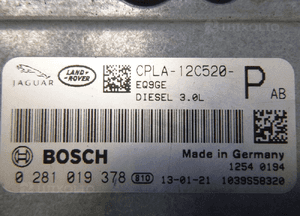 JAGUAR
LAND-
ROVER
CPLA-12C520-
P
AB
EQ9GE
DIESEL 3.0L
BOSCH
Made in Germany
1254 0194
0 281 019 378 810 13-01-21 1039S58320